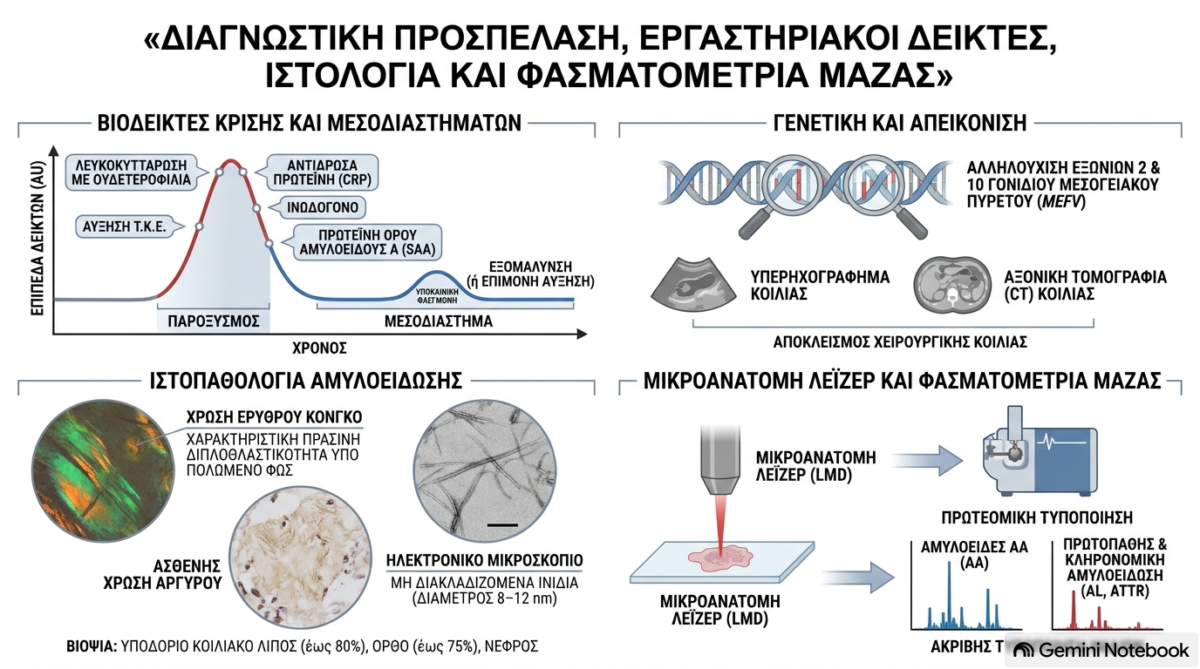 «ΔΙΑΓΝΩΣΤΙΚΗ ΠΡΟΣΠΕΛΑΣΗ, ΕΡΓΑΣΤΗΡΙΑΚΟΙ ΔΕΙΚΤΕΣ,
ΙΣΤΟΛΟΓΙΑ ΚΑΙ ΦΑΣΜΑΤΟΜΕΤΡΙΑ ΜΑΖΑΣ»
ΒΙΟΔΕΙΚΤΕΣ ΚΡΙΣΗΣ ΚΑΙ ΜΕΣΟΔΙΑΣΤΗΜΑΤΩΝ
ΕΠΙΠΕΔΑ ΔΕΙΚΤΩΝ (AU)
ΛΕΥΚΟΚΥΤΤΑΡΩΣΗ
ΜΕ ΟΥΔΕΤΕΡΟΦΙΛΙΑ
ΑΝΤΙΔΡΩΣΑ
ΠΡΩΤΕΪΝΗ (CRP)
ΑΥΞΗΣΗ Τ.Κ.Ε.
ΙΝΩΔΟΓΟΝΟ
ΠΡΩΤΕΪΝΗ ΟΡΟΥ
ΑΜΥΛΟΕΙΔΟΥΣ Α (SAA)
ΕΞΟΜΑΛΥΝΣΗ
(ή ΕΠΙΜΟΝΗ ΑΥΞΗΣΗ)
ΥΠΟΚΑΙΝΙΚΗ
ΦΛΕΓΜΟΝΗ
ΠΑΡΟΞΥΣΜΟΣ
ΜΕΣΟΔΙΑΣΤΗΜΑ
ΧΡΟΝΟΣ
ΓΕΝΕΤΙΚΗ ΚΑΙ ΑΠΕΙΚΟΝΙΣΗ
ΑΛΛΗΛΟΥΧΙΣΗ ΕΞΩΝΙΩΝ 2 &
10 ΓΟΝΙΔΙΟΥ ΜΕΣΟΓΕΙΑΚΟΥ
ΠΥΡΕΤΟΥ (MEFV)
ΥΠΕΡΗΧΟΓΡΑΦΗΜΑ
ΚΟΙΛΙΑΣ
ΑΞΟΝΙΚΗ ΤΟΜΟΓΡΑΦΙΑ
(CT) ΚΟΙΛΙΑΣ
ΑΠΟΚΛΕΙΣΜΟΣ ΧΕΙΡΟΥΡΓΙΚΗΣ ΚΟΙΛΙΑΣ
ΙΣΤΟΠΑΘΟΛΟΓΙΑ ΑΜΥΛΟΕΙΔΩΣΗΣ
ΧΡΩΣΗ ΕΡΥΘΡΟΥ ΚΟΝΓΚΟ
ΧΑΡΑΚΤΗΡΙΣΤΙΚΗ ΠΡΑΣΙΝΗ
ΔΙΠΛΟΘΛΑΣΤΙΚΟΤΗΤΑ ΥΠΟ
ΠΟΛΩΜΕΝΟ ΦΩΣ
ΑΣΘΕΝΗΣ
ΧΡΩΣΗ ΑΡΓΥΡΟΥ
ΗΛΕΚΤΡΟΝΙΚΟ ΜΙΚΡΟΣΚΟΠΙΟ
ΜΗ ΔΙΑΚΛΑΔΙΖΟΜΕΝΑ ΙΝΙΔΙΑ
(ΔΙΑΜΕΤΡΟΣ 8–12 nm)
ΒΙΟΨΙΑ: ΥΠΟΔΟΡΙΟ ΚΟΙΛΙΑΚΟ ΛΙΠΟΣ (έως 80%), ΟΡΘΟ (έως 75%), ΝΕΦΡΟΣ
ΜΙΚΡΟΑΝΑΤΟΜΗ ΛΕΪΖΕΡ ΚΑΙ ΦΑΣΜΑΤΟΜΕΤΡΙΑ ΜΑΖΑΣ
ΜΙΚΡΟΑΝΑΤΟΜΗ
ΛΕΪΖΕΡ (LMD)
ΠΡΩΤΕΟΜΙΚΗ ΤΥΠΟΠΟΙΗΣΗ
ΜΙΚΡΟΑΝΑΤΟΜΗ
ΛΕΪΖΕΡ (LMD)
ΑΜΥΛΟΕΙΔΕΣ ΑΑ
(AA)
ΠΡΩΤΟΠΑΘΗΣ &
ΚΛΗΡΟΝΟΜΙΚΗ
ΑΜΥΛΟΕΙΔΩΣΗ
(AL, ATTR)
ΑΚΡΙΒΗΣ
Gemini Notebook